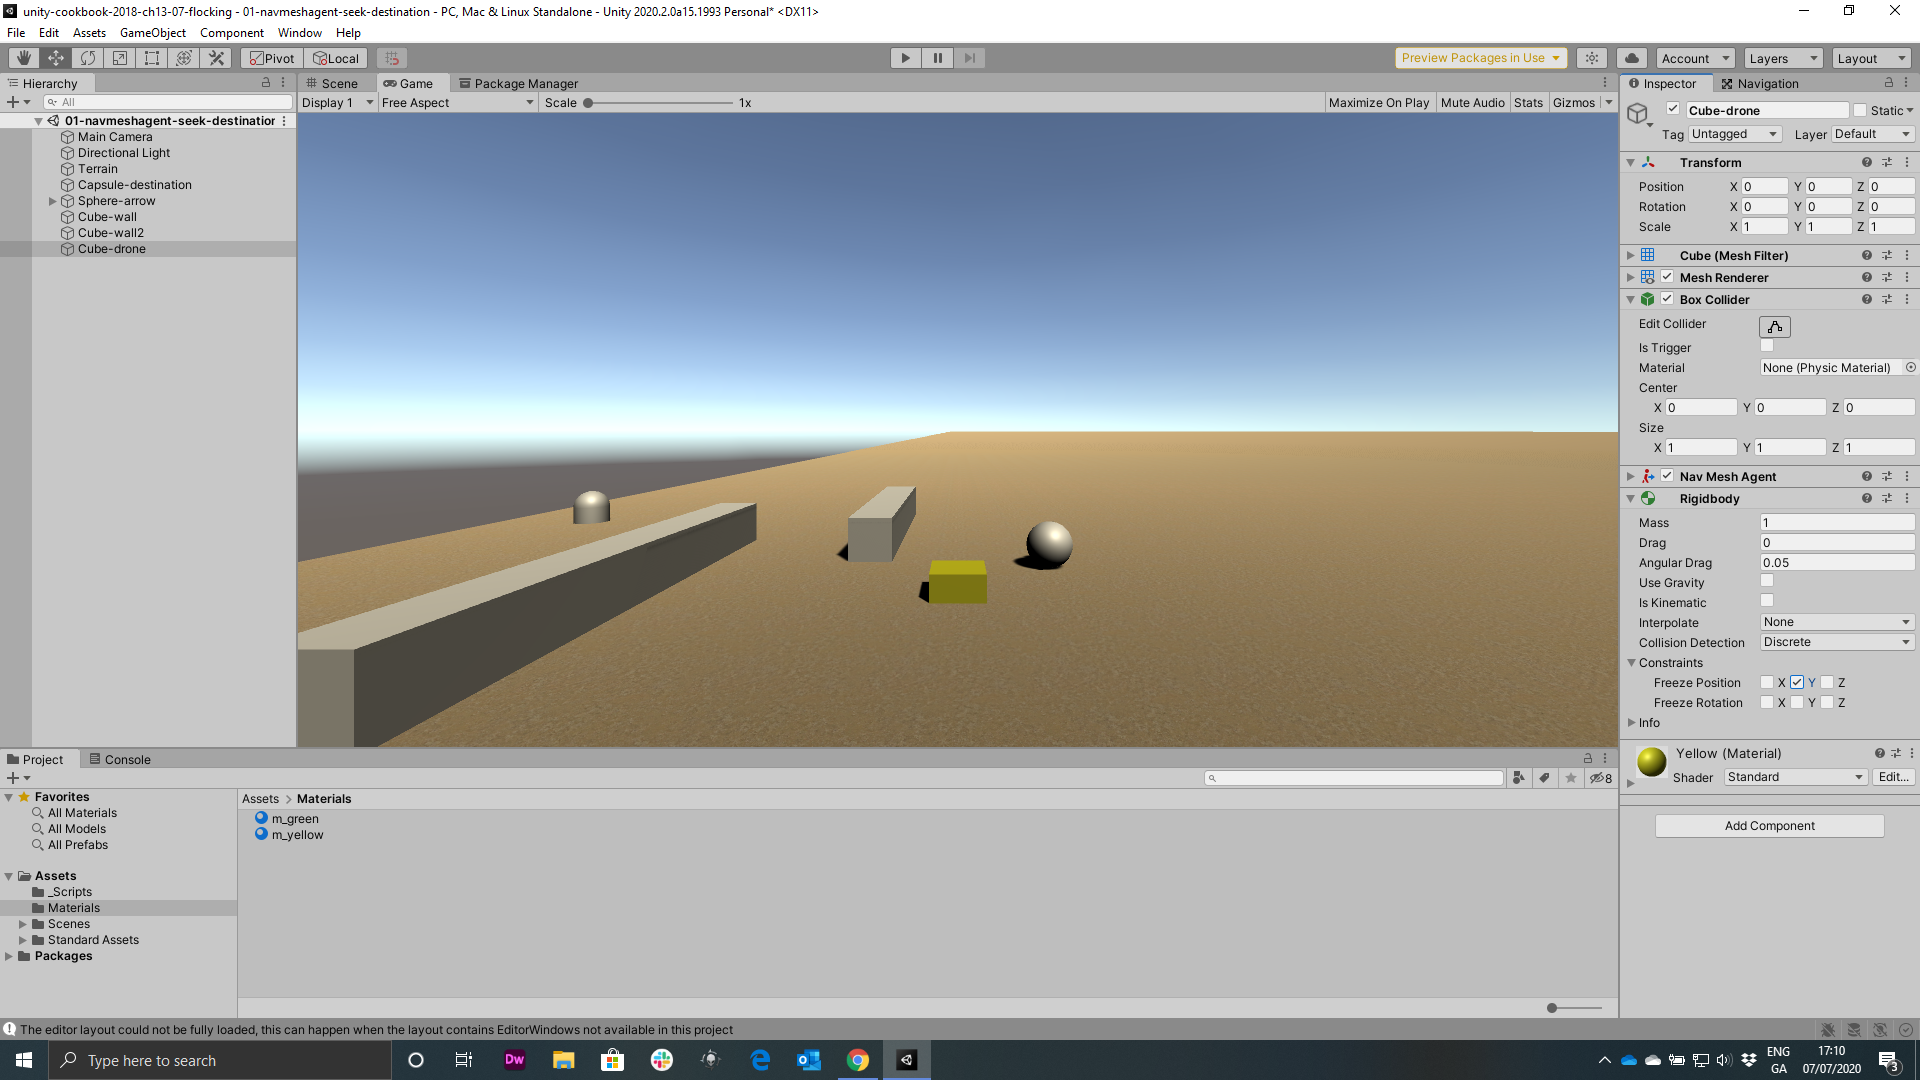 unity-cookbook-2018-ch13-07-flocking - 01-navmeshagent-seek-destination - PC, Mac & Linux Standalone - Unity 2020.2.0a15.1993 Personal* <DX11>
File Edit Assets GameObject Component Window Help
Pivot Local Preview Packages in Use Account Layers Layout
Hierarchy
All
01-navmeshagent-seek-destination
Main Camera
Directional Light
Terrain
Capsule-destination
Sphere-arrow
Cube-wall
Cube-wall2
Cube-drone
Scene Game Package Manager
Display 1 Free Aspect Scale 1x Maximize On Play Mute Audio Stats Gizmos
Inspector Navigation
Cube-drone Static
Tag Untagged Layer Default
Transform
Position X 0 Y 0 Z 0
Rotation X 0 Y 0 Z 0
Scale X 1 Y 1 Z 1
Cube (Mesh Filter)
Mesh Renderer
Box Collider
Edit Collider
Is Trigger
Material None (Physic Material)
Center
X 0 Y 0 Z 0
Size
X 1 Y 1 Z 1
Nav Mesh Agent
Rigidbody
Mass 1
Drag 0
Angular Drag 0.05
Use Gravity
Is Kinematic
Interpolate None
Collision Detection Discrete
Constraints
Freeze Position X Y Z
Freeze Rotation X Y Z
Info
Yellow (Material)
Shader Standard Edit...
Add Component
Project Console
8
Favorites
All Materials
All Models
All Prefabs
Assets
_Scripts
Materials
Scenes
Standard Assets
Packages
Assets > Materials
m_green
m_yellow
The editor layout could not be fully loaded, this can happen when the layout contains EditorWindows not available in this project
Type here to search
Dw
ENG
GA
17:10
07/07/2020
3